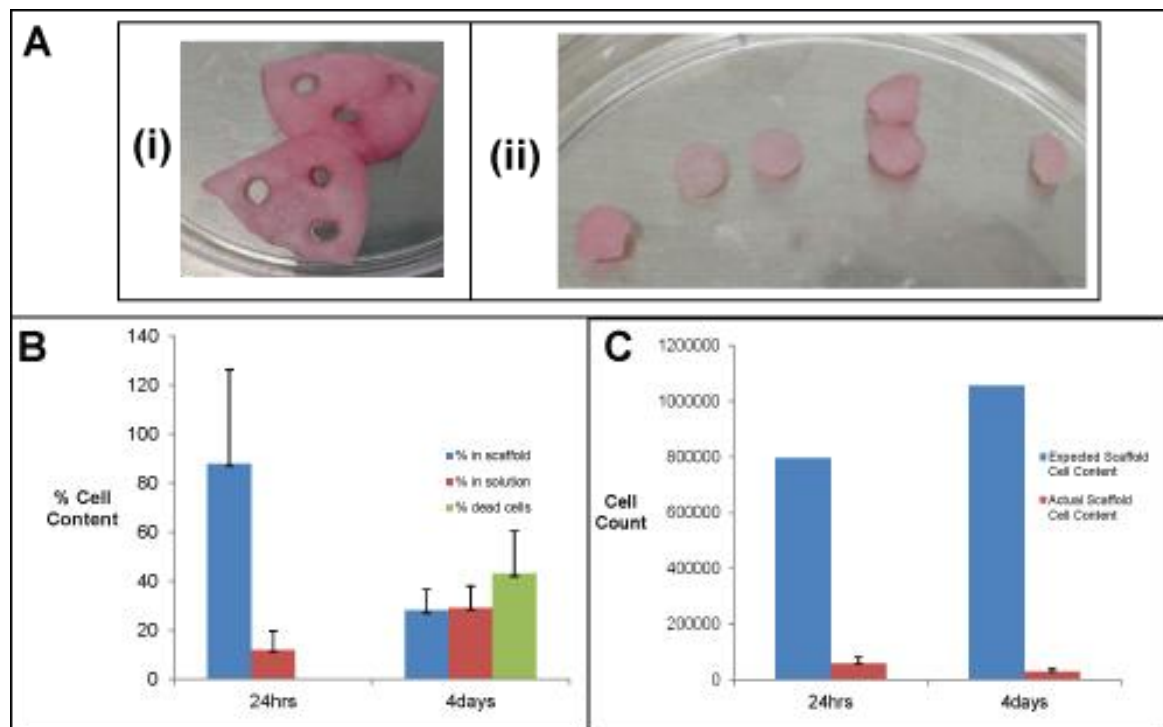 A
(i)
(ii)
B
140
120
100
80
60
40
20
0
% Cell
Content
% in scaffold
% in solution
% dead cells
24hrs
4days
C
1200000
1000000
800000
600000
400000
200000
0
Cell
Count
Expected Scaffold
Cell Content
Actual Scaffold
Cell Content
24hrs
4days